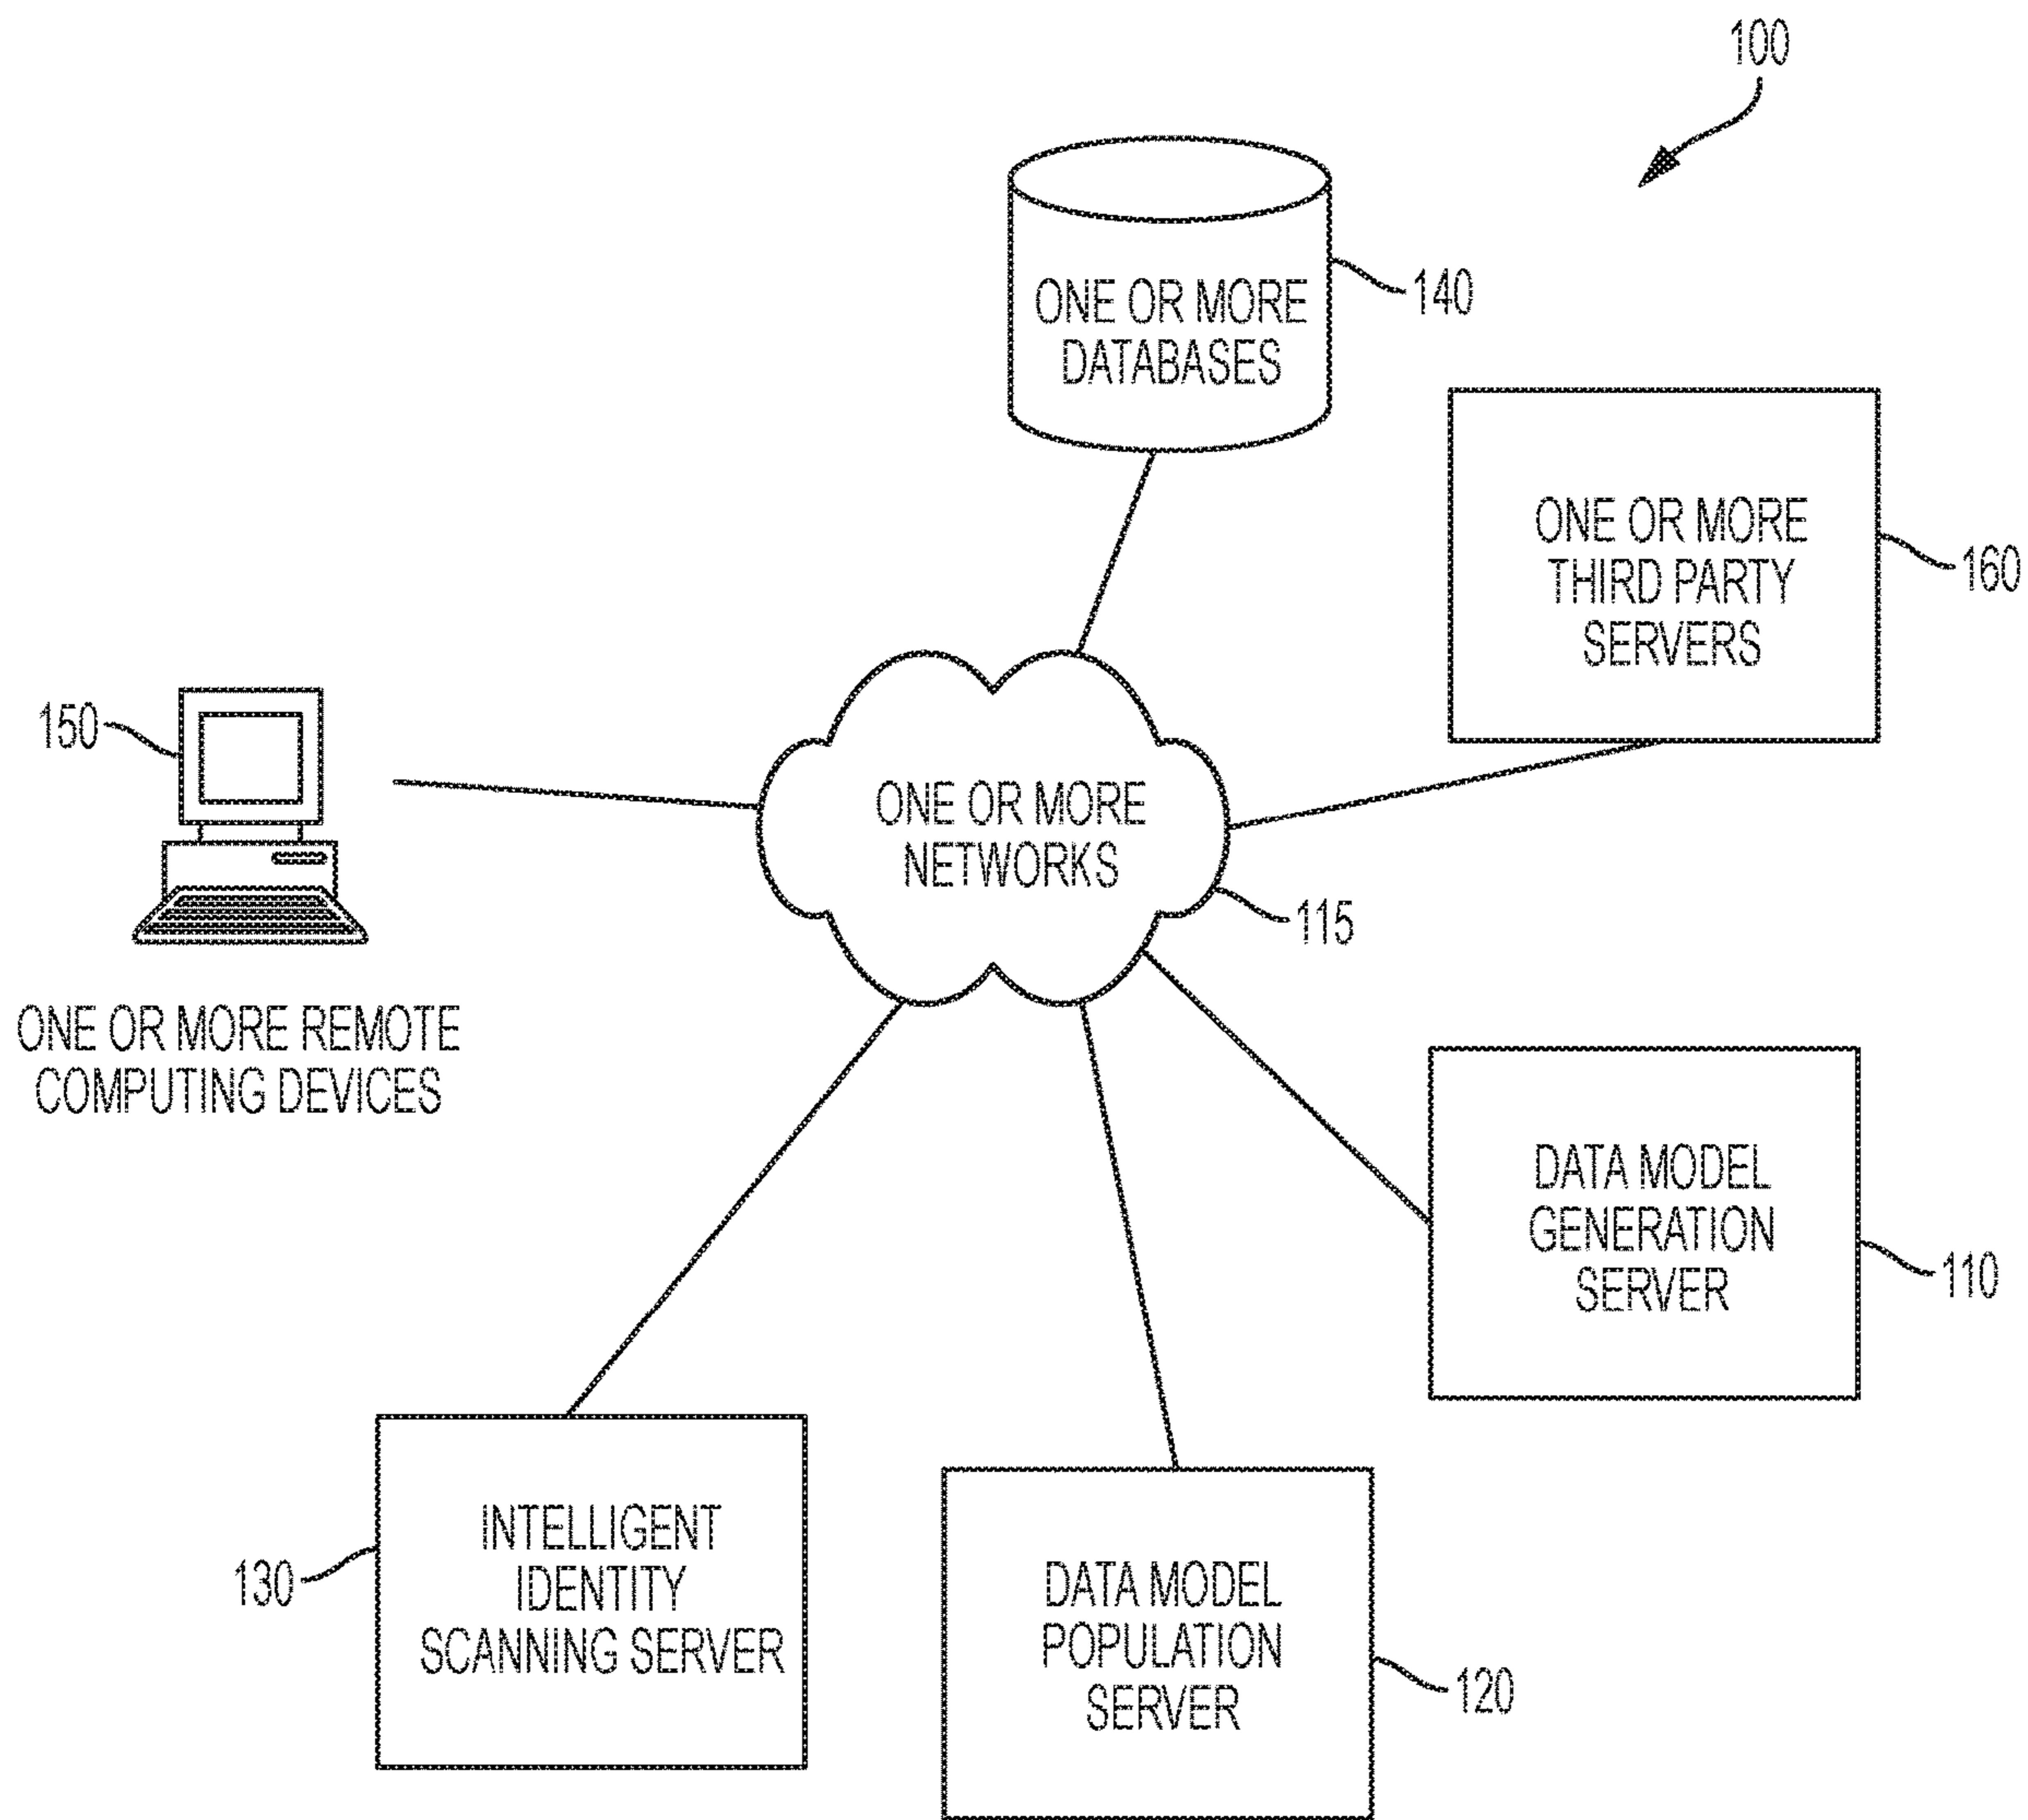 100
ONE OR MORE
DATABASES
140
ONE OR MORE
THIRD PARTY
SERVERS
160
150
ONE OR MORE
NETWORKS
115
ONE OR MORE REMOTE
COMPUTING DEVICES
DATA MODEL
GENERATION
SERVER
110
INTELLIGENT
IDENTITY
SCANNING SERVER
130
DATA MODEL
POPULATION
SERVER
120